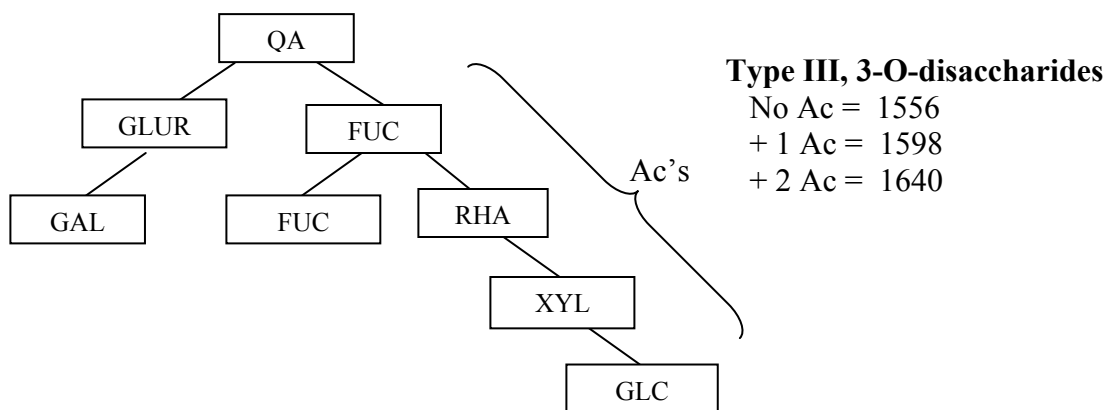 QA
GLUR
FUC
GAL
FUC
RHA
XYL
GLC
Ac’s
Type III, 3-O-disaccharides
No Ac = 1556
+ 1 Ac = 1598
+ 2 Ac = 1640